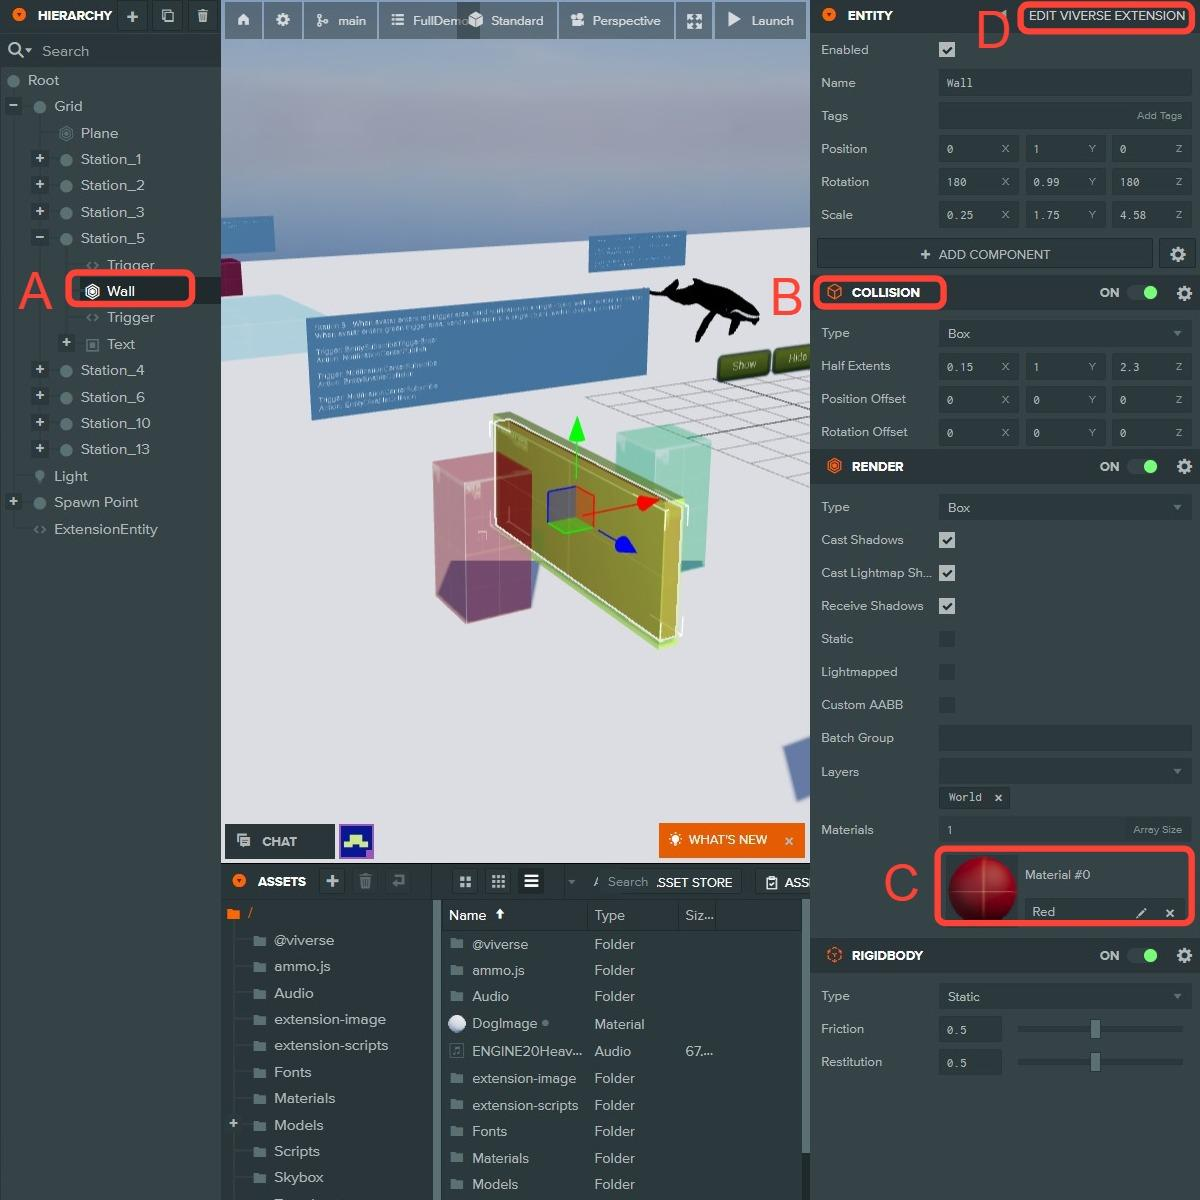 HIERARCHY
Search
Root
Grid
Plane
Station_1
Station_2
Station_3
Station_5
Trigger
Wall
Trigger
Text
Station_4
Station_6
Station_10
Station_13
Light
Spawn Point
ExtensionEntity
A
main
FullDemo
Standard
Perspective
Launch
Show
Hide
CHAT
WHAT'S NEW
ASSETS
Search
SSET STORE
ASS
/
@viverse
ammo.js
Audio
extension-image
extension-scripts
Fonts
Materials
Models
Scripts
Skybox
Name Type Siz...
@viverse Folder
ammo.js Folder
Audio Folder
DogImage Material
ENGINE20Heav... Audio 67,...
extension-image Folder
extension-scripts Folder
Fonts Folder
Materials Folder
Models Folder
ENTITY
D
EDIT VIVERSE EXTENSION
Enabled
Name Wall
Tags Add Tags
Position 0 X 1 Y 0 Z
Rotation 180 X 0.99 Y 180 Z
Scale 0.25 X 1.75 Y 4.58 Z
ADD COMPONENT
B
COLLISION ON
Type Box
Half Extents 0.15 X 1 Y 2.3 Z
Position Offset 0 X 0 Y 0 Z
Rotation Offset 0 X 0 Y 0 Z
RENDER ON
Type Box
Cast Shadows
Cast Lightmap Sh...
Receive Shadows
Static
Lightmapped
Custom AABB
Batch Group
Layers
World
Materials 1 Array Size
C
Material #0
Red
RIGIDBODY ON
Type Static
Friction 0.5
Restitution 0.5